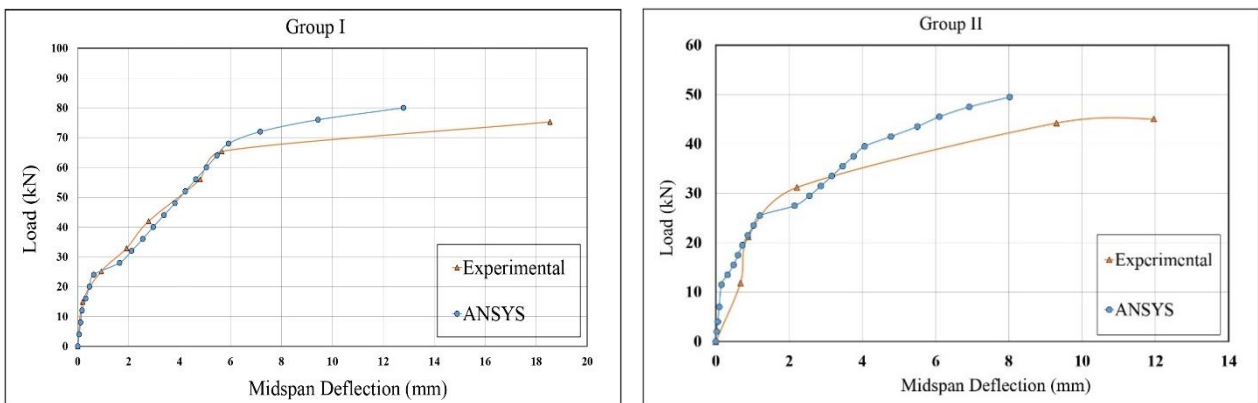 Group I
100
90
80
70
60
50
40
30
20
10
0
Load (kN)
Experimental
ANSYS
0 2 4 6 8 10 12 14 16 18 20
Midspan Deflection (mm)
Group II
60
50
40
30
20
10
0
Load (kN)
Experimental
ANSYS
0 2 4 6 8 10 12 14
Midspan Deflection (mm)